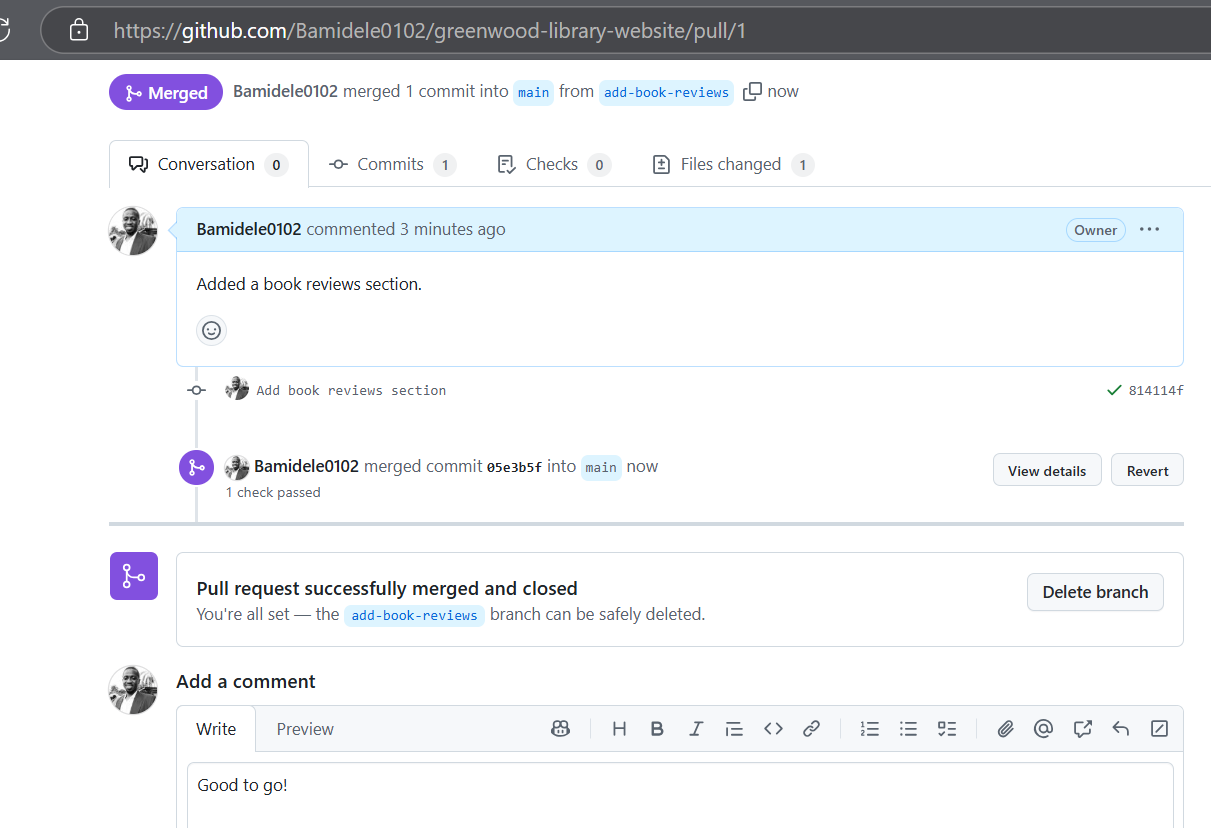 https://github.com/Bamidele0102/greenwood-library-website/pull/1
Merged Bamidele0102 merged 1 commit into main from add-book-reviews now
Conversation 0 Commits 1 Checks 0 Files changed 1
Bamidele0102 commented 3 minutes ago Owner
Added a book reviews section.
Add book reviews section 814114f
Bamidele0102 merged commit 05e3b5f into main now View details Revert
1 check passed
Pull request successfully merged and closed
You're all set — the add-book-reviews branch can be safely deleted. Delete branch
Add a comment
Write Preview
Good to go!